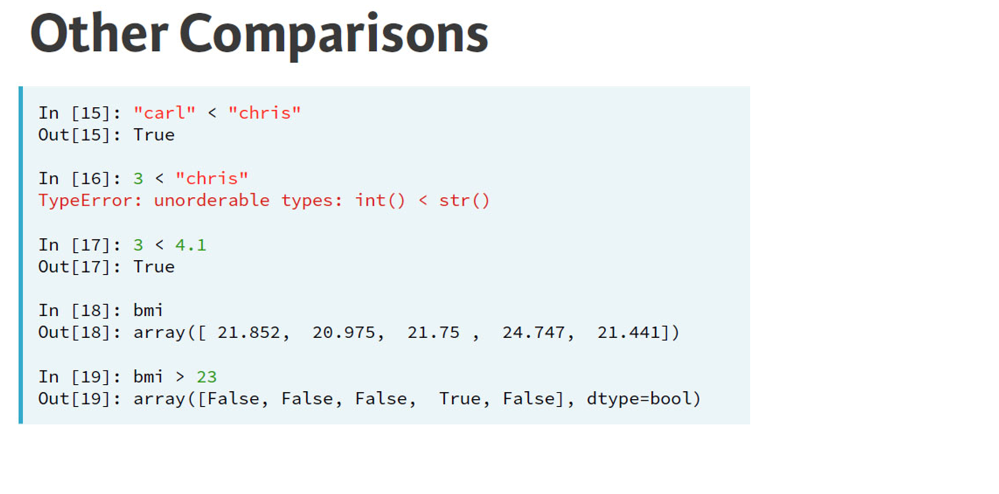 Other Comparisons
In [15]: "carl" < "chris"
Out[15]: True
In [16]: 3 < "chris"
TypeError: unorderable types: int() < str()
In [17]: 3 < 4.1
Out[17]: True
In [18]: bmi
Out[18]: array([ 21.852,  20.975,  21.75 ,  24.747,  21.441])
In [19]: bmi > 23
Out[19]: array([False, False, False,  True, False], dtype=bool)